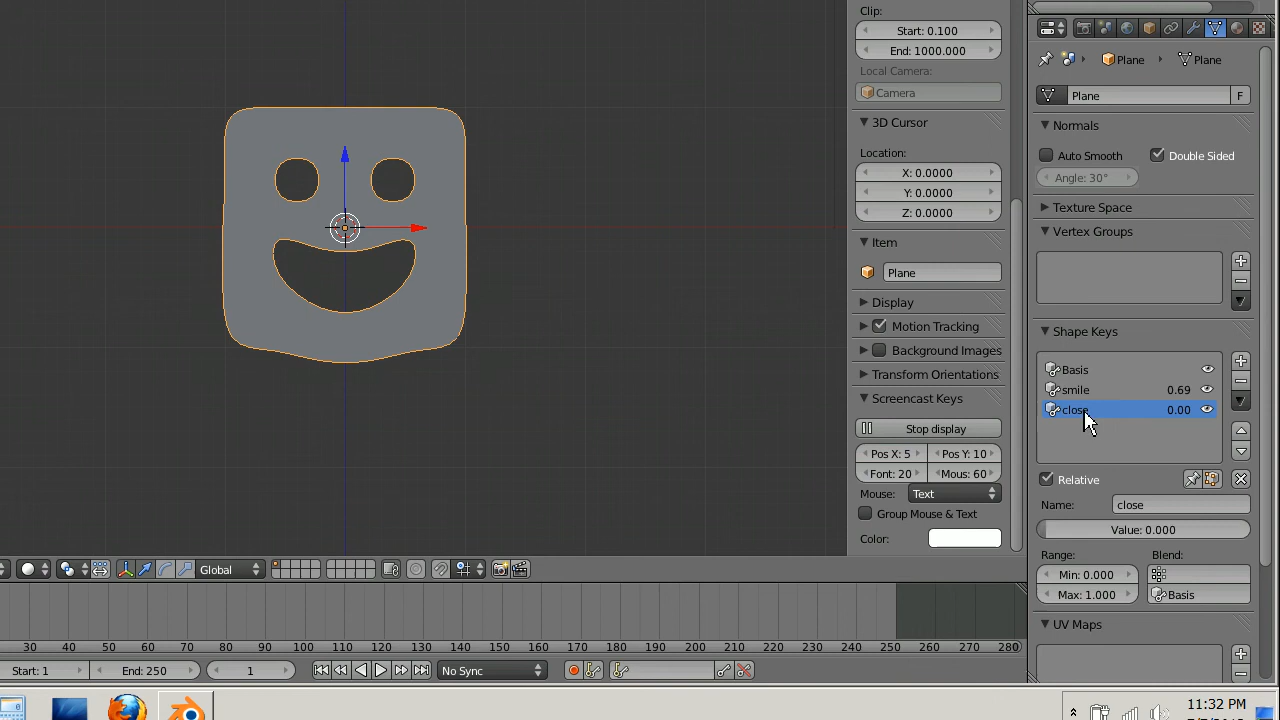 Clip:
Start: 0.100
End: 1000.000
Local Camera:
Camera
3D Cursor
Location:
X: 0.0000
Y: 0.0000
Z: 0.0000
Item
Plane
Display
Motion Tracking
Background Images
Transform Orientations
Screencast Keys
Stop display
Pos X: 5 Pos Y: 10
Font: 20 Mous: 60
Mouse: Text
Group Mouse & Text
Color:
Plane Plane
Plane F
Normals
Auto Smooth Double Sided
Angle: 30°
Texture Space
Vertex Groups
Shape Keys
Basis
smile 0.69
close 0.00
Relative
Name: close
Value: 0.000
Range: Blend:
Min: 0.000
Max: 1.000 Basis
UV Maps
Global
30 40 50 60 70 80 90 100 110 120 130 140 150 160 170 180 190 200 210 220 230 240 250 260 270 280
Start: 1 End: 250 1 No Sync
11:32 PM